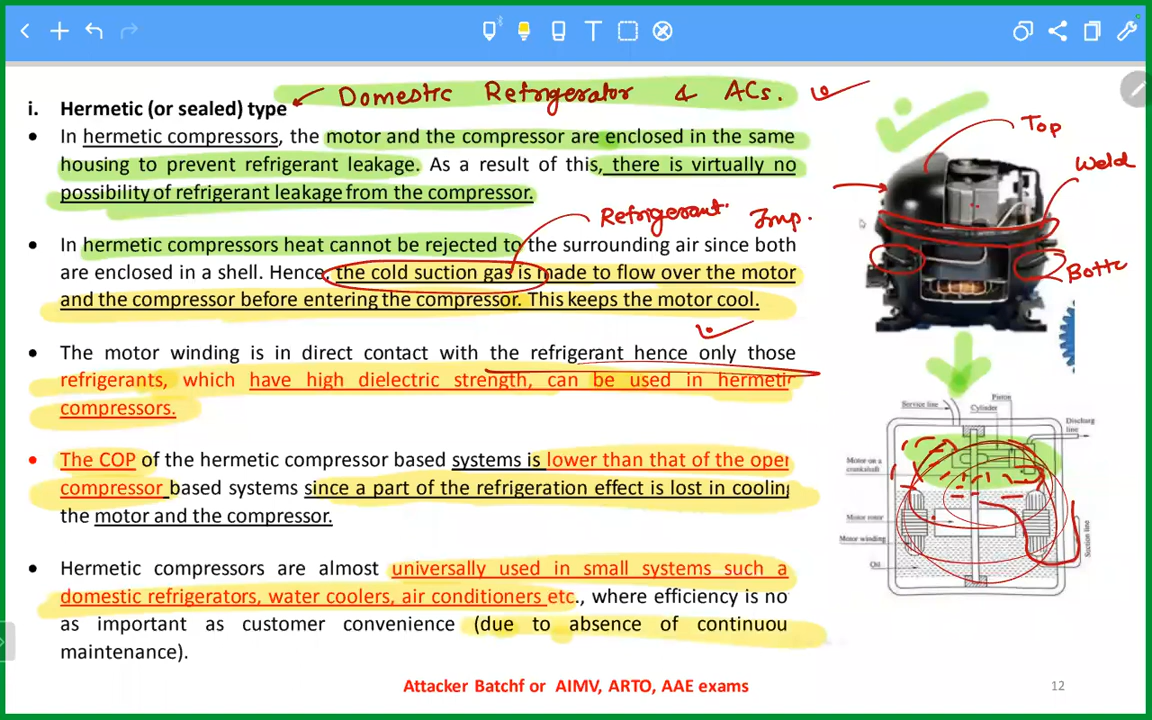 i. Hermetic (or sealed) type Domestic Refrigerator & ACs.
• In hermetic compressors, the motor and the compressor are enclosed in the same
housing to prevent refrigerant leakage. As a result of this, there is virtually no
possibility of refrigerant leakage from the compressor.
Refrigerant. Imp.
• In hermetic compressors heat cannot be rejected to the surrounding air since both
are enclosed in a shell. Hence, the cold suction gas is made to flow over the motor
and the compressor before entering the compressor. This keeps the motor cool.
• The motor winding is in direct contact with the refrigerant hence only those
refrigerants, which have high dielectric strength, can be used in hermetic
compressors.
• The COP of the hermetic compressor based systems is lower than that of the oper
compressor based systems since a part of the refrigeration effect is lost in cooling
the motor and the compressor.
• Hermetic compressors are almost universally used in small systems such a
domestic refrigerators, water coolers, air conditioners etc., where efficiency is no
as important as customer convenience (due to absence of continuou
maintenance).
Top
Weld
Botto
Service line
Piston
Cylinder
Discharge
line
Motor on a
crankshaft
Motor rotor
Motor winding
Oil
Suction line
Attacker Batchf or AIMV, ARTO, AAE exams
12